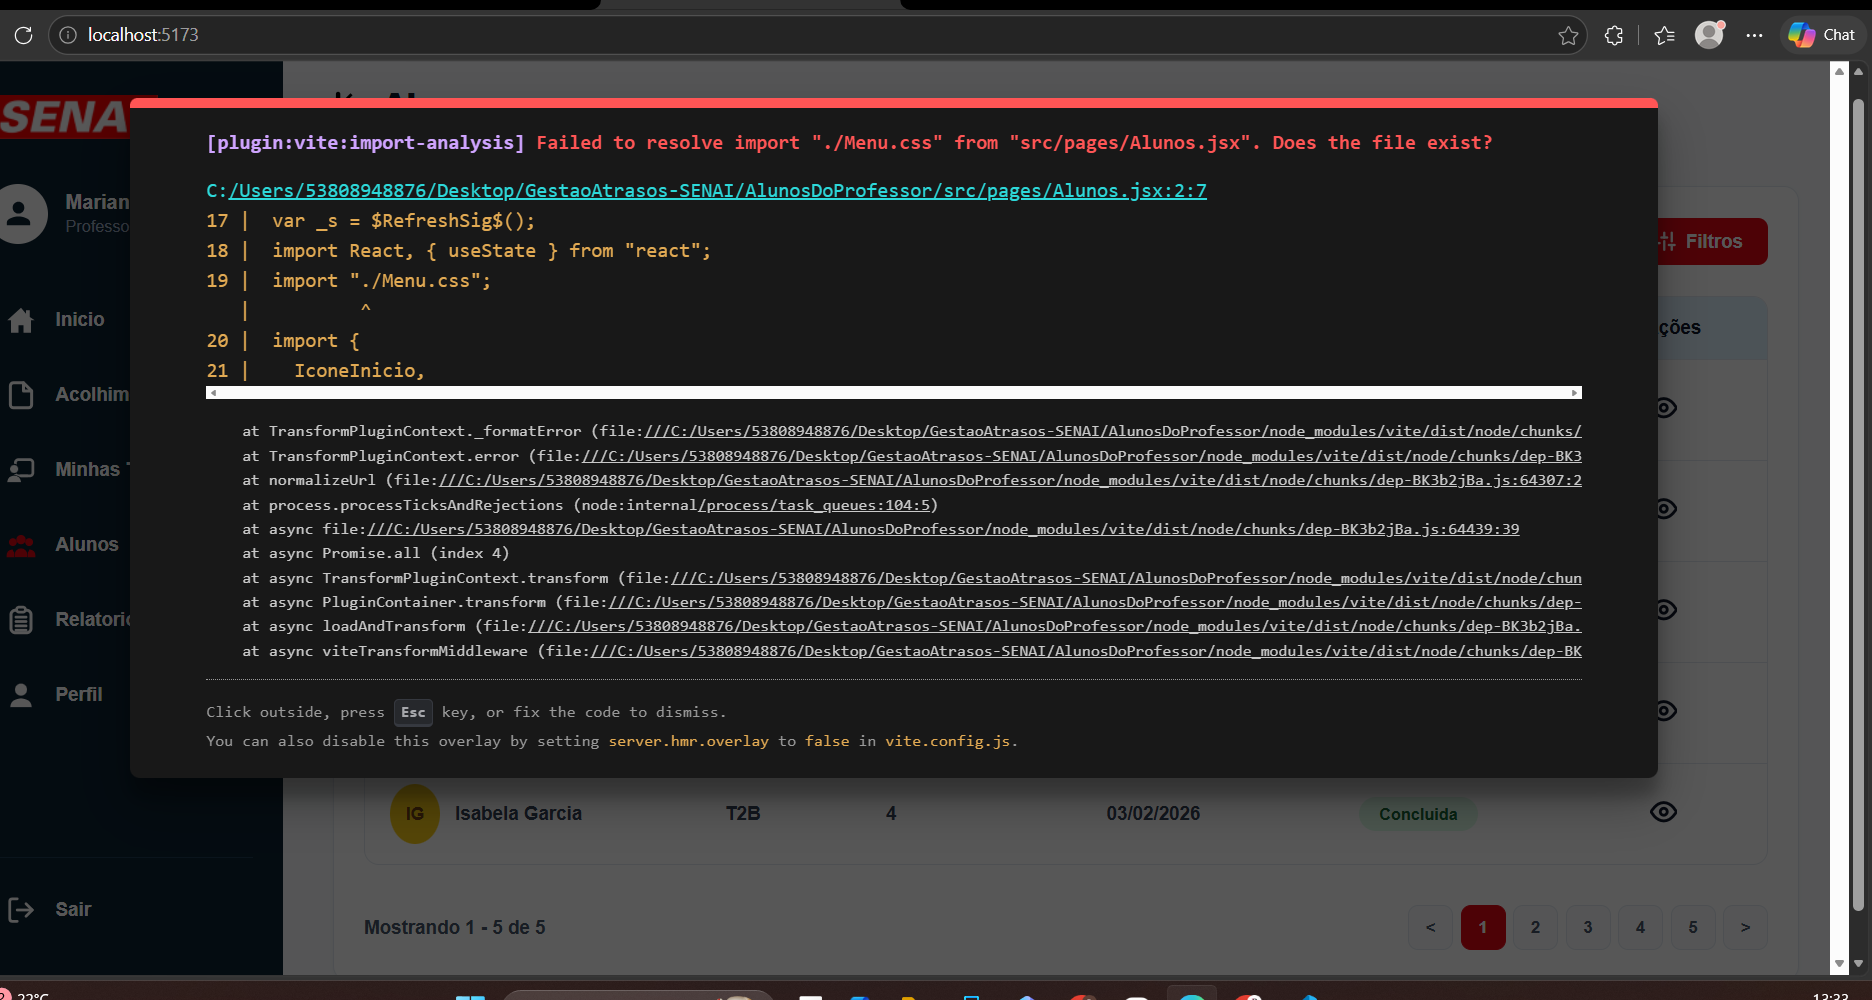 localhost:5173
Chat
SENA
[plugin:vite:import-analysis] Failed to resolve import "./Menu.css" from "src/pages/Alunos.jsx". Does the file exist?
C:/Users/53808948876/Desktop/GestaoAtrasos-SENAI/AlunosDoProfessor/src/pages/Alunos.jsx:2:7
17 |  var _s = $RefreshSig$();
18 |  import React, { useState } from "react";
19 |  import "./Menu.css";
   |          ^
20 |  import {
21 |    IconeInicio,
at TransformPluginContext._formatError (file:///C:/Users/53808948876/Desktop/GestaoAtrasos-SENAI/AlunosDoProfessor/node_modules/vite/dist/node/chunks/
at TransformPluginContext.error (file:///C:/Users/53808948876/Desktop/GestaoAtrasos-SENAI/AlunosDoProfessor/node_modules/vite/dist/node/chunks/dep-BK3
at normalizeUrl (file:///C:/Users/53808948876/Desktop/GestaoAtrasos-SENAI/AlunosDoProfessor/node_modules/vite/dist/node/chunks/dep-BK3b2jBa.js:64307:2
at process.processTicksAndRejections (node:internal/process/task_queues:104:5)
at async file:///C:/Users/53808948876/Desktop/GestaoAtrasos-SENAI/AlunosDoProfessor/node_modules/vite/dist/node/chunks/dep-BK3b2jBa.js:64439:39
at async Promise.all (index 4)
at async TransformPluginContext.transform (file:///C:/Users/53808948876/Desktop/GestaoAtrasos-SENAI/AlunosDoProfessor/node_modules/vite/dist/node/chun
at async PluginContainer.transform (file:///C:/Users/53808948876/Desktop/GestaoAtrasos-SENAI/AlunosDoProfessor/node_modules/vite/dist/node/chunks/dep-
at async loadAndTransform (file:///C:/Users/53808948876/Desktop/GestaoAtrasos-SENAI/AlunosDoProfessor/node_modules/vite/dist/node/chunks/dep-BK3b2jBa.
at async viteTransformMiddleware (file:///C:/Users/53808948876/Desktop/GestaoAtrasos-SENAI/AlunosDoProfessor/node_modules/vite/dist/node/chunks/dep-BK
Click outside, press Esc key, or fix the code to dismiss.
You can also disable this overlay by setting server.hmr.overlay to false in vite.config.js.
Marian
Professo
Inicio
Acolhim
Minhas T
Alunos
Relatorio
Perfil
Sair
Filtros
ções
IG Isabela Garcia T2B 4 03/02/2026 Concluida
Mostrando 1 - 5 de 5
< 1 2 3 4 5 >
22°C
13:33